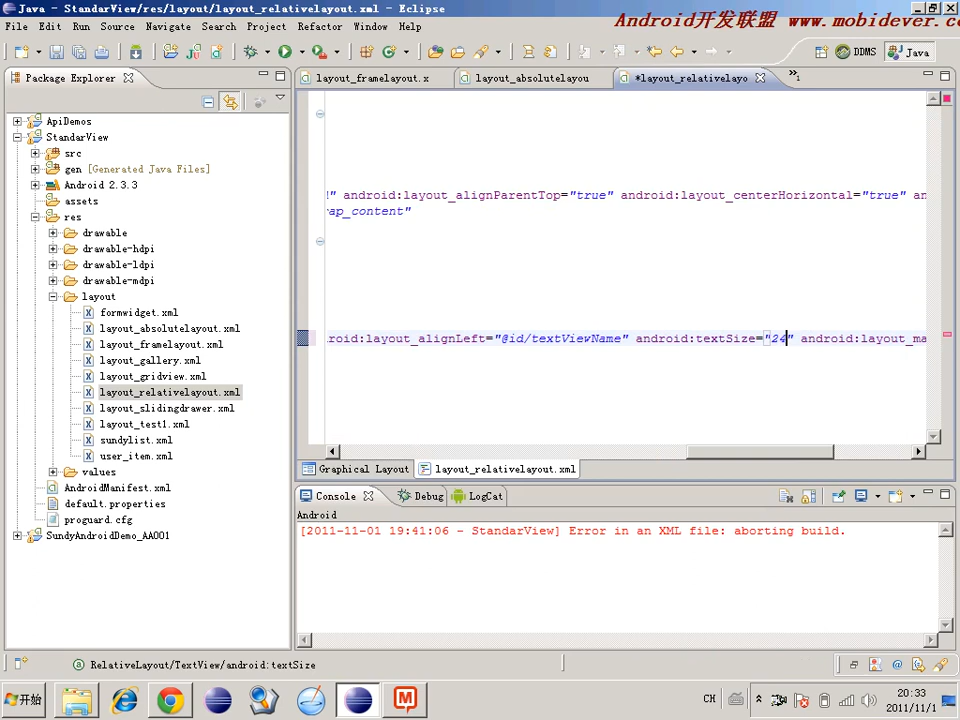 Java - StandarView/res/layout/layout_relativelayout.xml - Eclipse
Android开发联盟 www.mobidever.com
File Edit Run Source Navigate Search Project Refactor Window Help
DDMS Java
Package Explorer
layout_framelayout.x layout_absolutelayou *layout_relativelayo »1
ApiDemos
StandarView
src
gen [Generated Java Files]
Android 2.3.3
assets
res
drawable
drawable-hdpi
drawable-ldpi
drawable-mdpi
layout
formwidget.xml
layout_absolutelayout.xml
layout_framelayout.xml
layout_gallery.xml
layout_gridview.xml
layout_relativelayout.xml
layout_slidingdrawer.xml
layout_test1.xml
sundylist.xml
user_item.xml
values
AndroidManifest.xml
default.properties
proguard.cfg
SundyAndroidDemo_AA001
" android:layout_alignParentTop="true" android:layout_centerHorizontal="true" an
ap_content"
roid:layout_alignLeft="@id/textViewName" android:textSize="24" android:layout_ma
Graphical Layout layout_relativelayout.xml
Console Debug LogCat
Android
[2011-11-01 19:41:06 - StandarView] Error in an XML file: aborting build.
RelativeLayout/TextView/android:textSize
开始
CH
20:33
2011/11/1